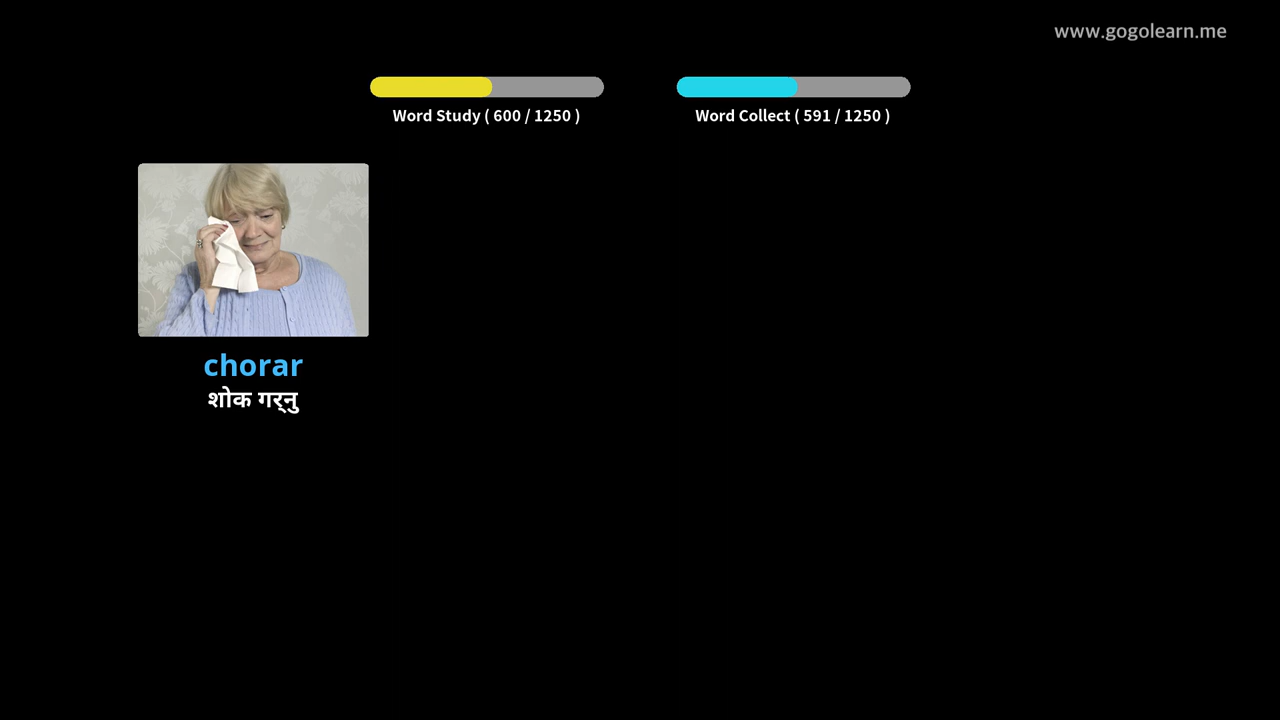 www.gogolearn.me
Word Study ( 600 / 1250 )
Word Collect ( 591 / 1250 )
chorar
शोक गर्नु